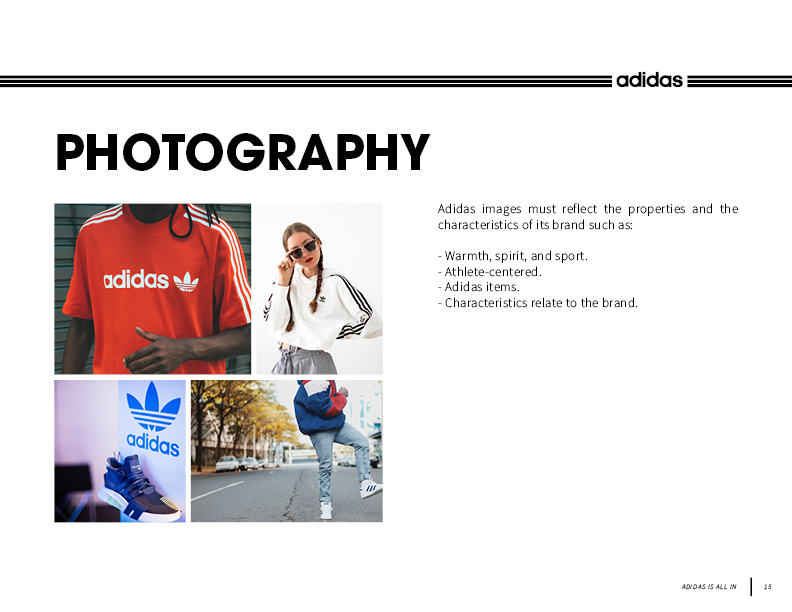 adidas
PHOTOGRAPHY
Adidas images must reflect the properties and the
characteristics of its brand such as:
- Warmth, spirit, and sport.
- Athlete-centered.
- Adidas items.
- Characteristics relate to the brand.
adidas
adidas
ADIDAS IS ALL IN
15